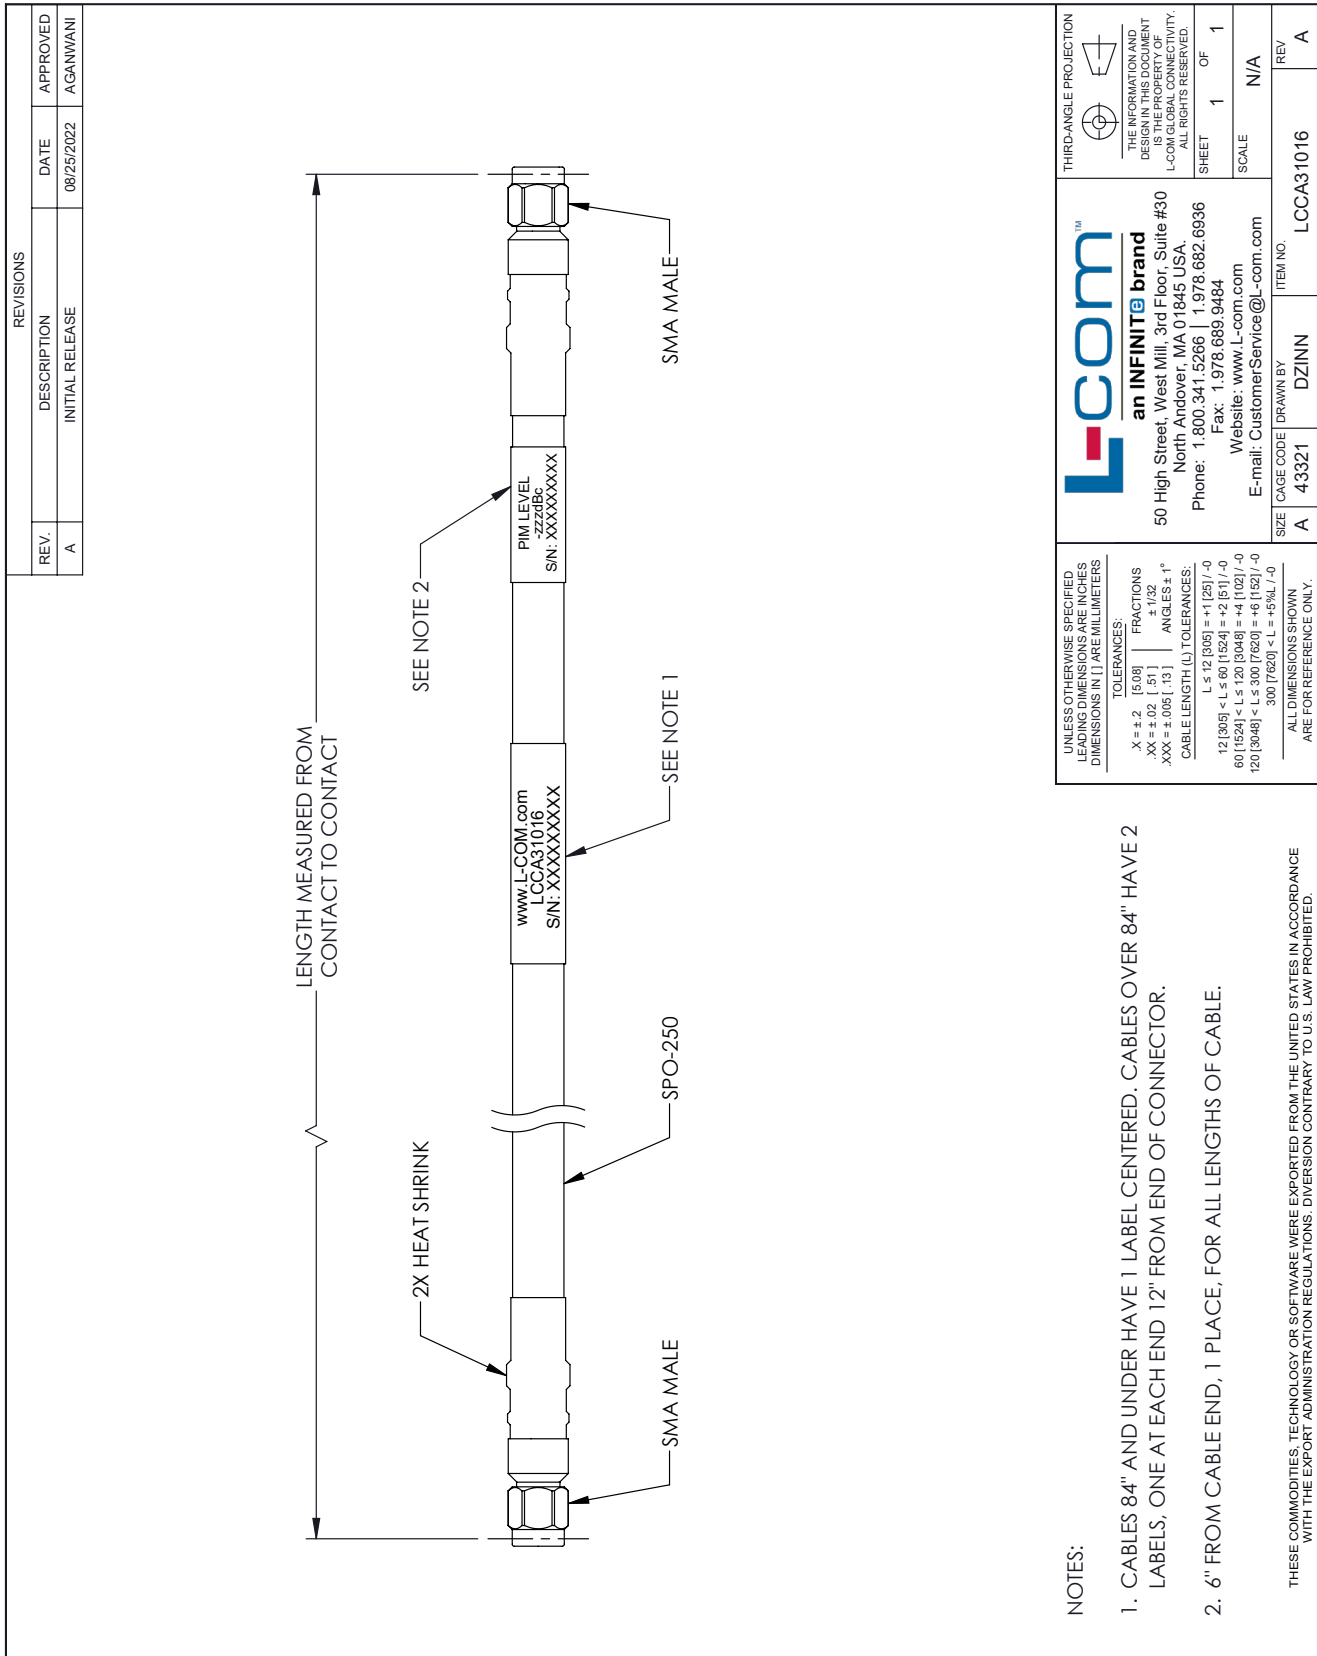 REVISIONS
REV. DESCRIPTION DATE APPROVED
A INITIAL RELEASE 08/25/2022 AGANWANI
LENGTH MEASURED FROM
CONTACT TO CONTACT
2X HEAT SHRINK
SEE NOTE 2
www.L-COM.com
LCCA31016
S/N: XXXXXXXXXX
PIM LEVEL
-zzzdBc
S/N: XXXXXXXXXX
SMA MALE
SPO-250
SEE NOTE 1
SMA MALE
NOTES:
1. CABLES 84" AND UNDER HAVE 1 LABEL CENTERED. CABLES OVER 84" HAVE 2
LABELS, ONE AT EACH END 12" FROM END OF CONNECTOR.
2. 6" FROM CABLE END, 1 PLACE, FOR ALL LENGTHS OF CABLE.
THESE COMMODITIES, TECHNOLOGY OR SOFTWARE WERE EXPORTED FROM THE UNITED STATES IN ACCORDANCE
WITH THE EXPORT ADMINISTRATION REGULATIONS. DIVERSION CONTRARY TO U.S. LAW PROHIBITED.
UNLESS OTHERWISE SPECIFIED
LEADING DIMENSIONS ARE INCHES
DIMENSIONS IN [ ] ARE MILLIMETERS
TOLERANCES:
.X = ±.2 [5.08] FRACTIONS
.XX = ±.02 [.51] ± 1/32
.XXX = ±.005 [.13] ANGLES ± 1°
CABLE LENGTH (L) TOLERANCES:
L ≤ 12 [305] = +1 [25] / -0
12 [305] < L ≤ 60 [1524] = +2 [51] / -0
60 [1524] < L ≤ 120 [3048] = +4 [102] / -0
120 [3048] < L ≤ 300 [7620] = +6 [152] / -0
300 [7620] < L = +5%L / -0
ALL DIMENSIONS SHOWN
ARE FOR REFERENCE ONLY.
L-com™
an INFINITe brand
50 High Street, West Mill, 3rd Floor, Suite #30
North Andover, MA 01845 USA.
Phone: 1.800.341.5266 | 1.978.682.6936
Fax: 1.978.689.9484
Website: www.L-com.com
E-mail: CustomerService@L-com.com
THIRD-ANGLE PROJECTION
THE INFORMATION AND
DESIGN IN THIS DOCUMENT
IS THE PROPERTY OF
L-COM GLOBAL CONNECTIVITY.
ALL RIGHTS RESERVED.
SHEET 1 OF 1
SCALE N/A
SIZE A
CAGE CODE 43321
DRAWN BY DZINN
ITEM NO. LCCA31016
REV A